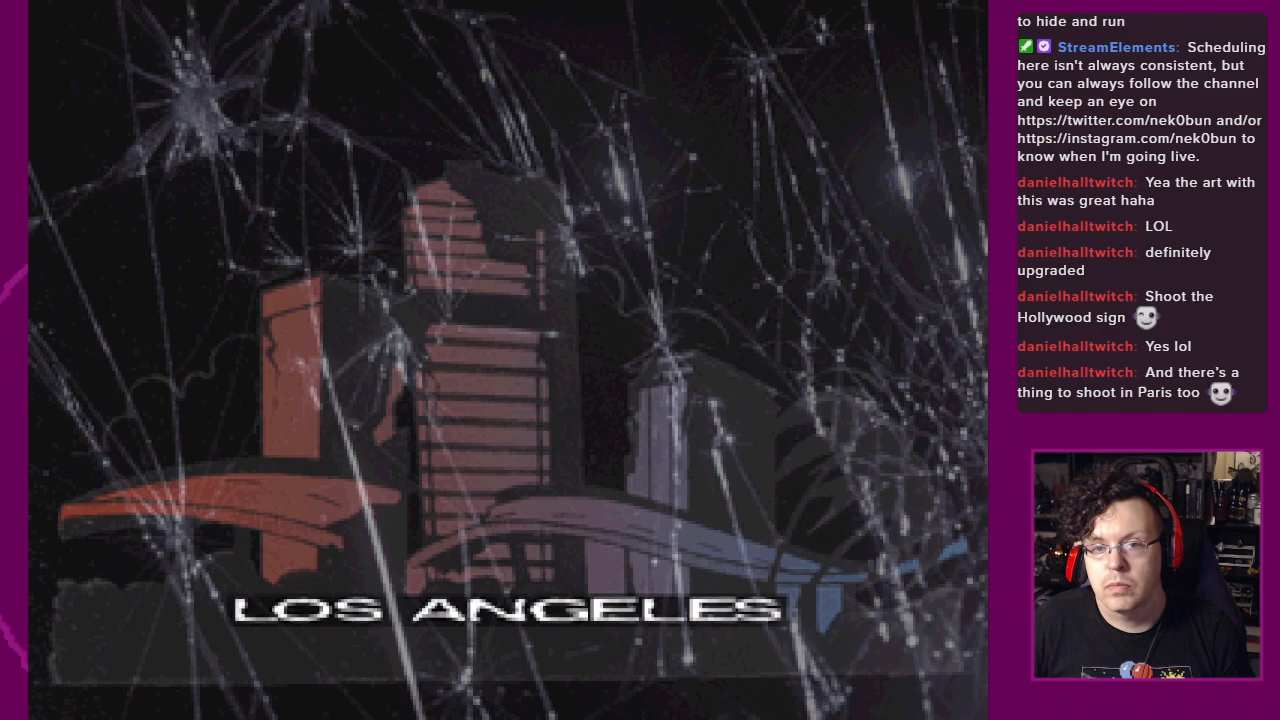 LOS ANGELES
to hide and run
StreamElements: Scheduling
here isn't always consistent, but
you can always follow the channel
and keep an eye on
https://twitter.com/nek0bun and/or
https://instagram.com/nek0bun to
know when I'm going live.
danielhalltwitch: Yea the art with
this was great haha
danielhalltwitch: LOL
danielhalltwitch: definitely
upgraded
danielhalltwitch: Shoot the
Hollywood sign
danielhalltwitch: Yes lol
danielhalltwitch: And there's a
thing to shoot in Paris too